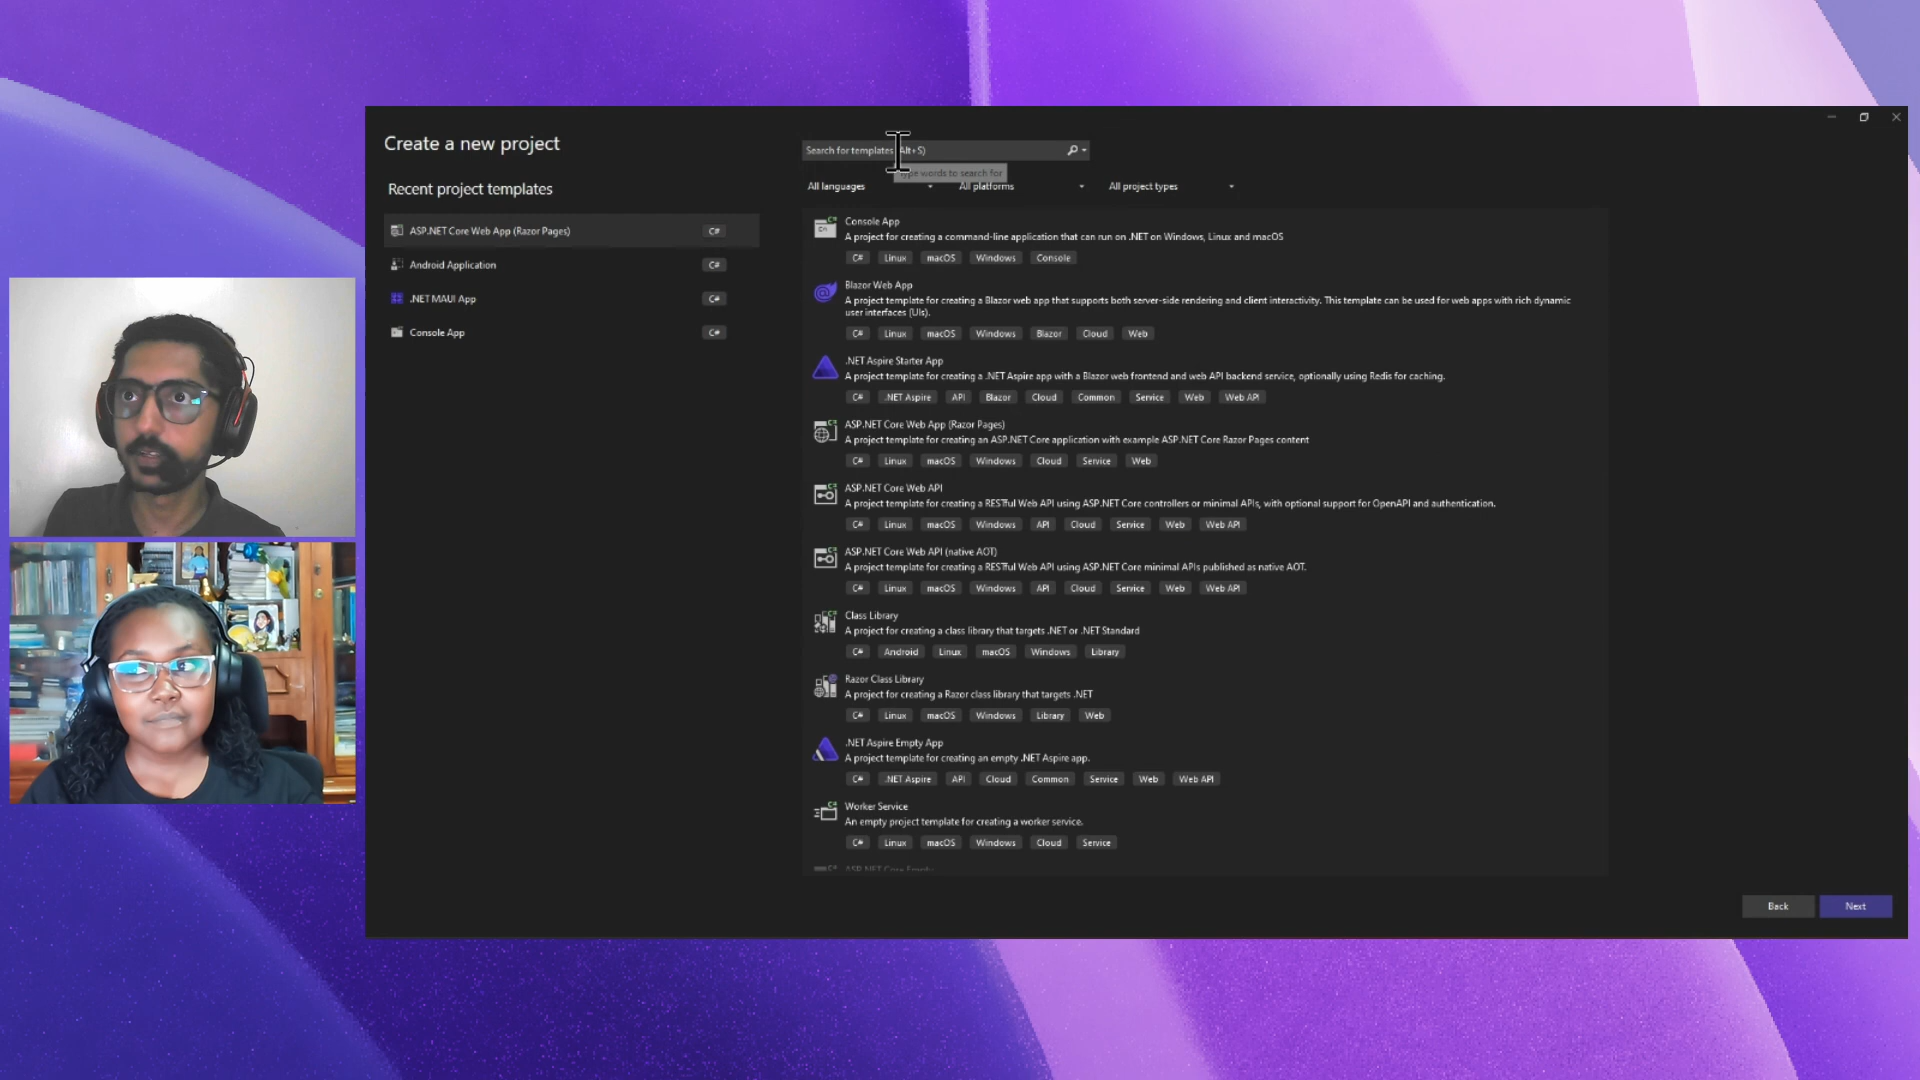 Create a new project
Recent project templates
ASP.NET Core Web App (Razor Pages) C#
Android Application C#
.NET MAUI App C#
Console App C#
Search for templates (Alt+S)
Type words to search for
All languages All platforms All project types
Console App
A project for creating a command-line application that can run on .NET on Windows, Linux and macOS
C# Linux macOS Windows Console
Blazor Web App
A project template for creating a Blazor web app that supports both server-side rendering and client interactivity. This template can be used for web apps with rich dynamic
user interfaces (UIs).
C# Linux macOS Windows Blazor Cloud Web
.NET Aspire Starter App
A project template for creating a .NET Aspire app with a Blazor web frontend and web API backend service, optionally using Redis for caching.
C# .NET Aspire API Blazor Cloud Common Service Web Web API
ASP.NET Core Web App (Razor Pages)
A project template for creating an ASP.NET Core application with example ASP.NET Core Razor Pages content
C# Linux macOS Windows Cloud Service Web
ASP.NET Core Web API
A project template for creating a RESTful Web API using ASP.NET Core controllers or minimal APIs, with optional support for OpenAPI and authentication.
C# Linux macOS Windows API Cloud Service Web Web API
ASP.NET Core Web API (native AOT)
A project template for creating a RESTful Web API using ASP.NET Core minimal APIs published as native AOT.
C# Linux macOS Windows API Cloud Service Web Web API
Class Library
A project for creating a class library that targets .NET or .NET Standard
C# Android Linux macOS Windows Library
Razor Class Library
A project for creating a Razor class library that targets .NET
C# Linux macOS Windows Library Web
.NET Aspire Empty App
A project template for creating an empty .NET Aspire app.
C# .NET Aspire API Cloud Common Service Web Web API
Worker Service
An empty project template for creating a worker service.
C# Linux macOS Windows Cloud Service
ASP.NET Core Empty
Back Next